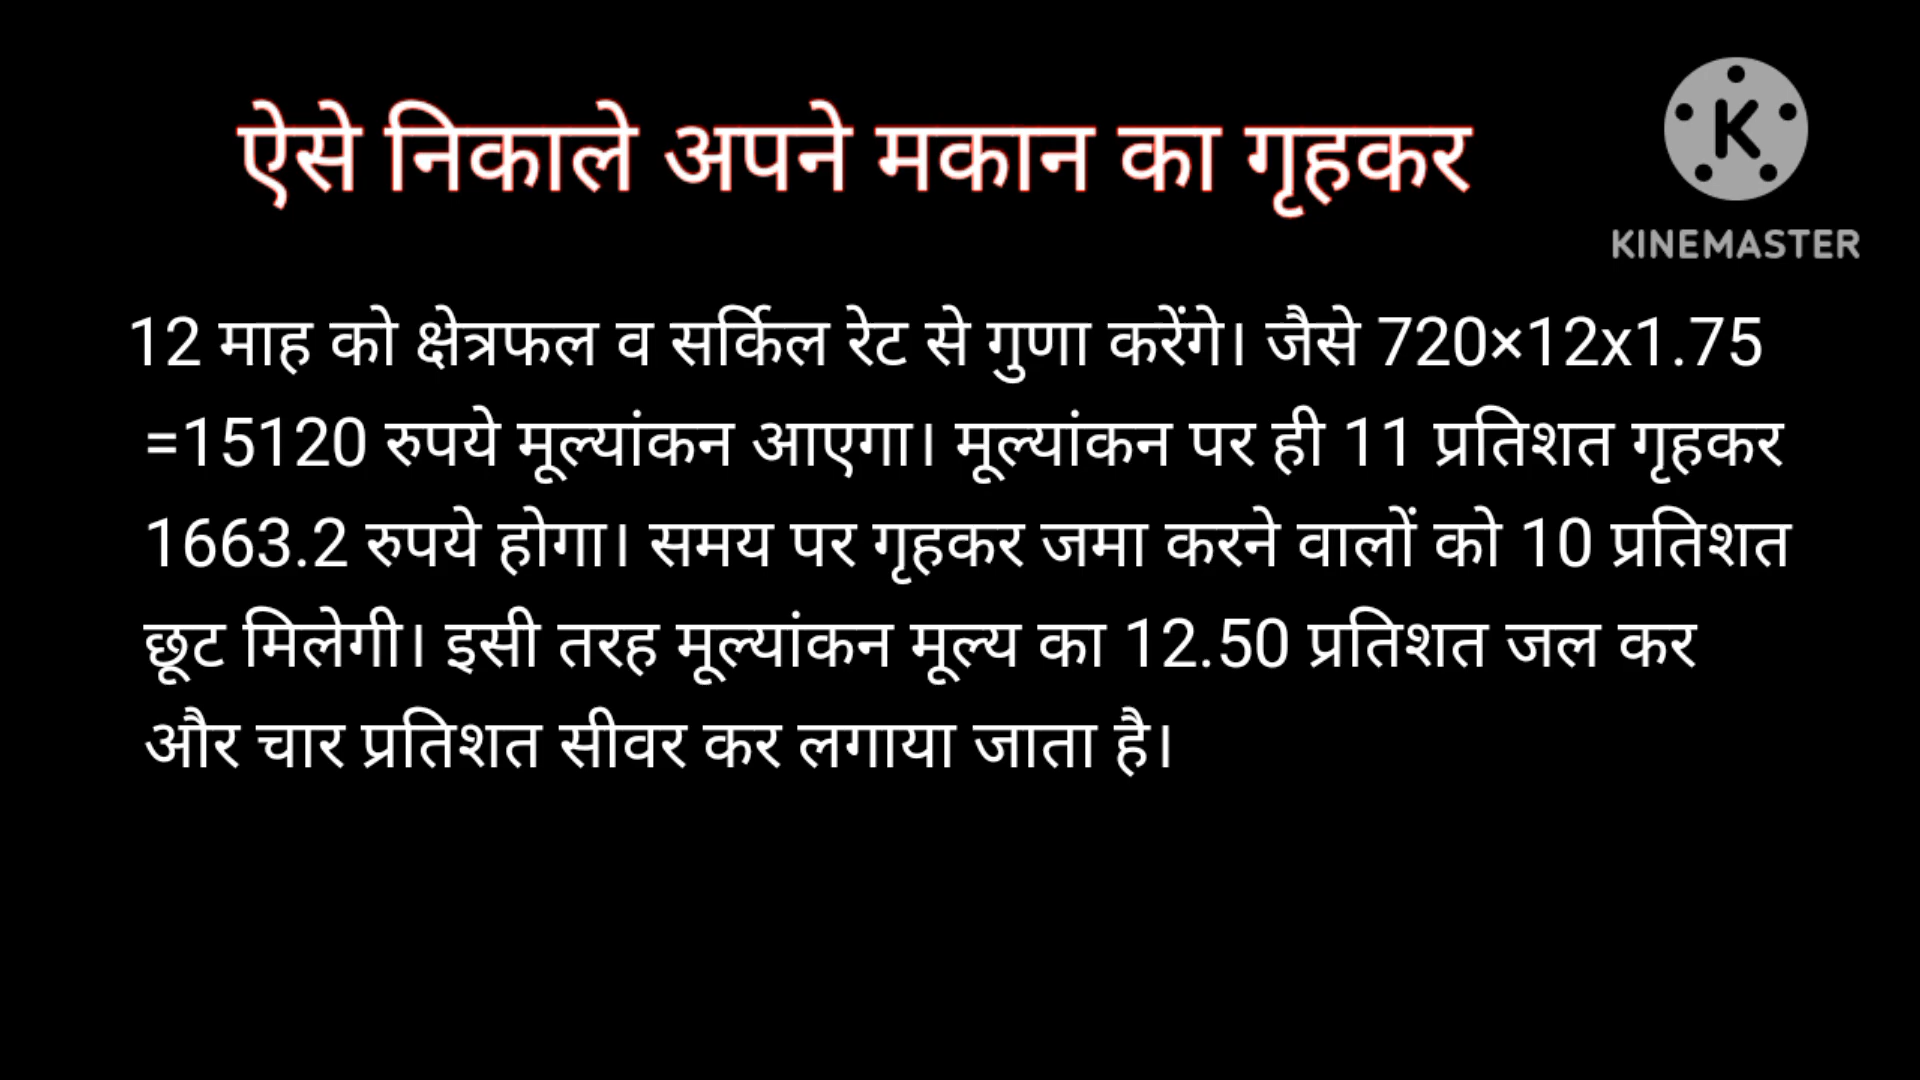 ऐसे निकाले अपने मकान का गृहकर
K
KINEMASTER
12 माह को क्षेत्रफल व सर्किल रेट से गुणा करेंगे। जैसे 720×12x1.75
=15120 रुपये मूल्यांकन आएगा। मूल्यांकन पर ही 11 प्रतिशत गृहकर
1663.2 रुपये होगा। समय पर गृहकर जमा करने वालों को 10 प्रतिशत
छूट मिलेगी। इसी तरह मूल्यांकन मूल्य का 12.50 प्रतिशत जल कर
और चार प्रतिशत सीवर कर लगाया जाता है।